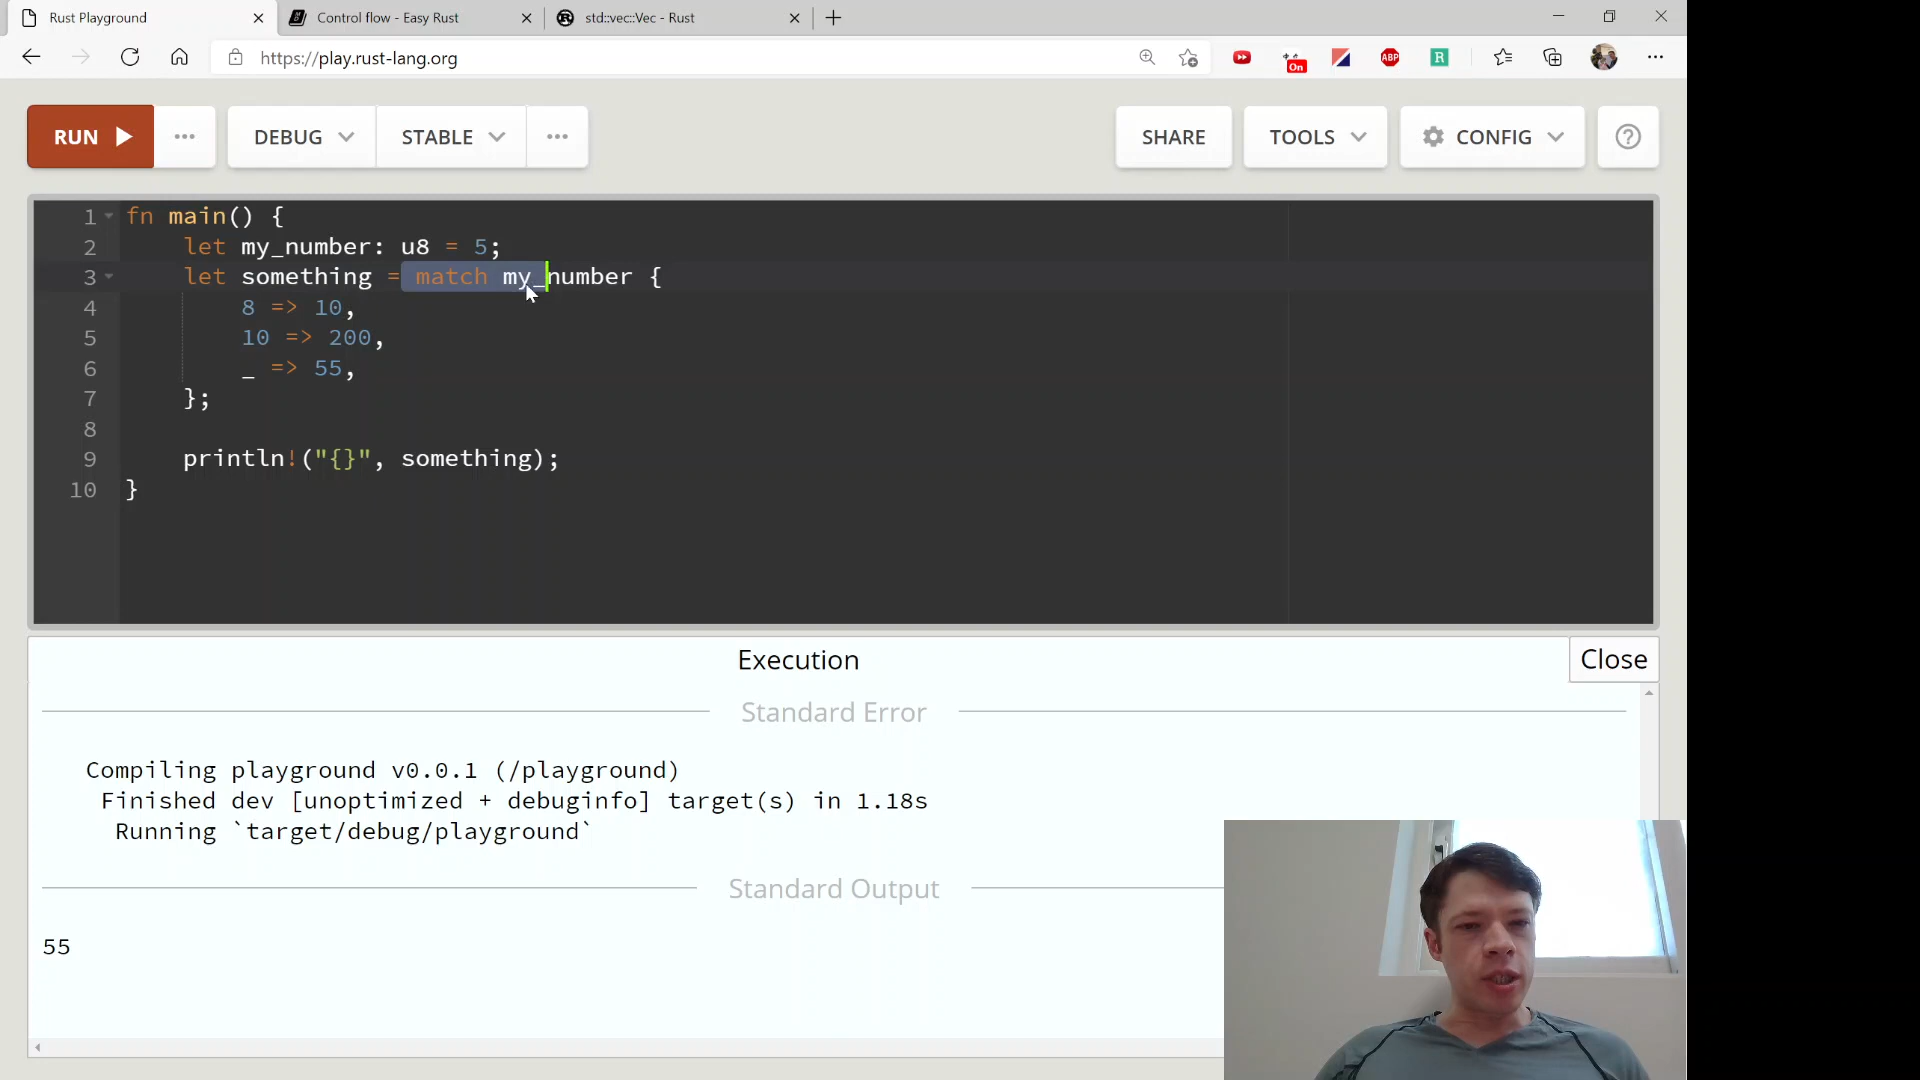 Rust Playground
Control flow - Easy Rust
std::vec::Vec - Rust
https://play.rust-lang.org
On
ABP
R
RUN
DEBUG
STABLE
SHARE
TOOLS
CONFIG
1 fn main() {
2 let my_number: u8 = 5;
3 let something = match my_number {
4 8 => 10,
5 10 => 200,
6 _ => 55,
7 };
8
9 println!("{}", something);
10 }
Execution
Close
Standard Error
Compiling playground v0.0.1 (/playground)
Finished dev [unoptimized + debuginfo] target(s) in 1.18s
Running `target/debug/playground`
Standard Output
55